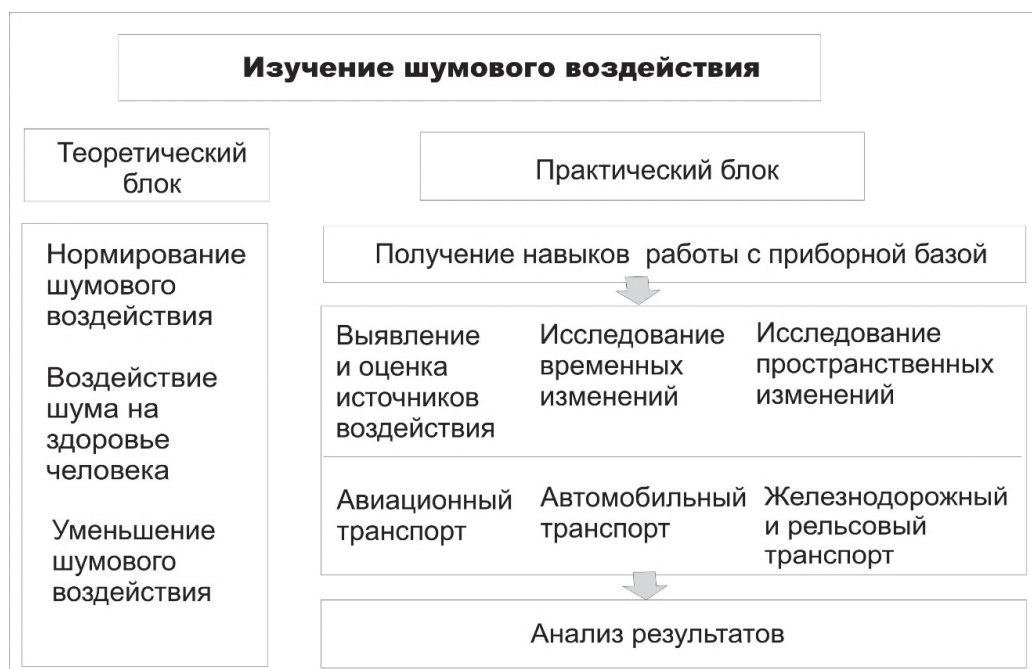 Изучение шумового воздействия
Теоретический
блок
Нормирование
шумового
воздействия
Воздействие
шума на
здоровье
человека
Уменьшение
шумового
воздействия
Практический блок
Получение навыков работы с приборной базой
Выявление
и оценка
источников
воздействия
Исследование
временных
изменений
Исследование
пространственных
изменений
Авиационный
транспорт
Автомобильный
транспорт
Железнодорожный
и рельсовый
транспорт
Анализ результатов